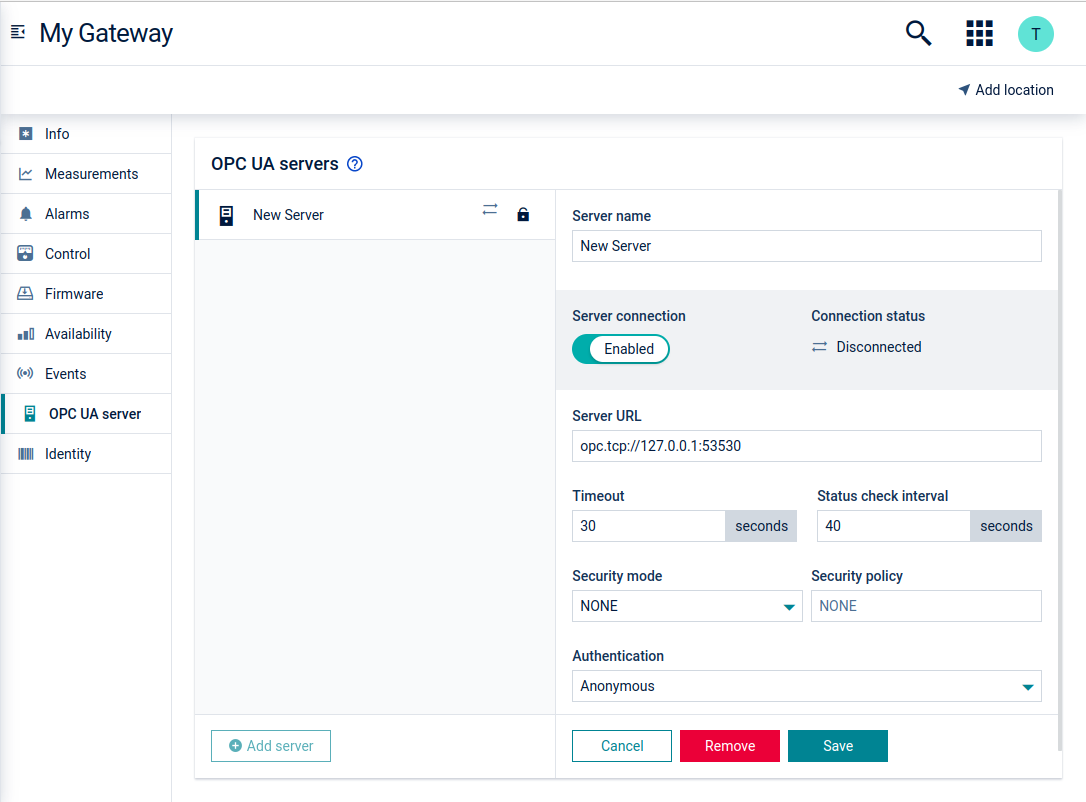 My Gateway
T
Add location
Info
Measurements
Alarms
Control
Firmware
Availability
Events
OPC UA server
Identity
OPC UA servers ?
New Server
Server name
New Server
Server connection
Connection status
Enabled
Disconnected
Server URL
opc.tcp://127.0.0.1:53530
Timeout
Status check interval
30 seconds
40 seconds
Security mode
Security policy
NONE
NONE
Authentication
Anonymous
Add server
Cancel
Remove
Save